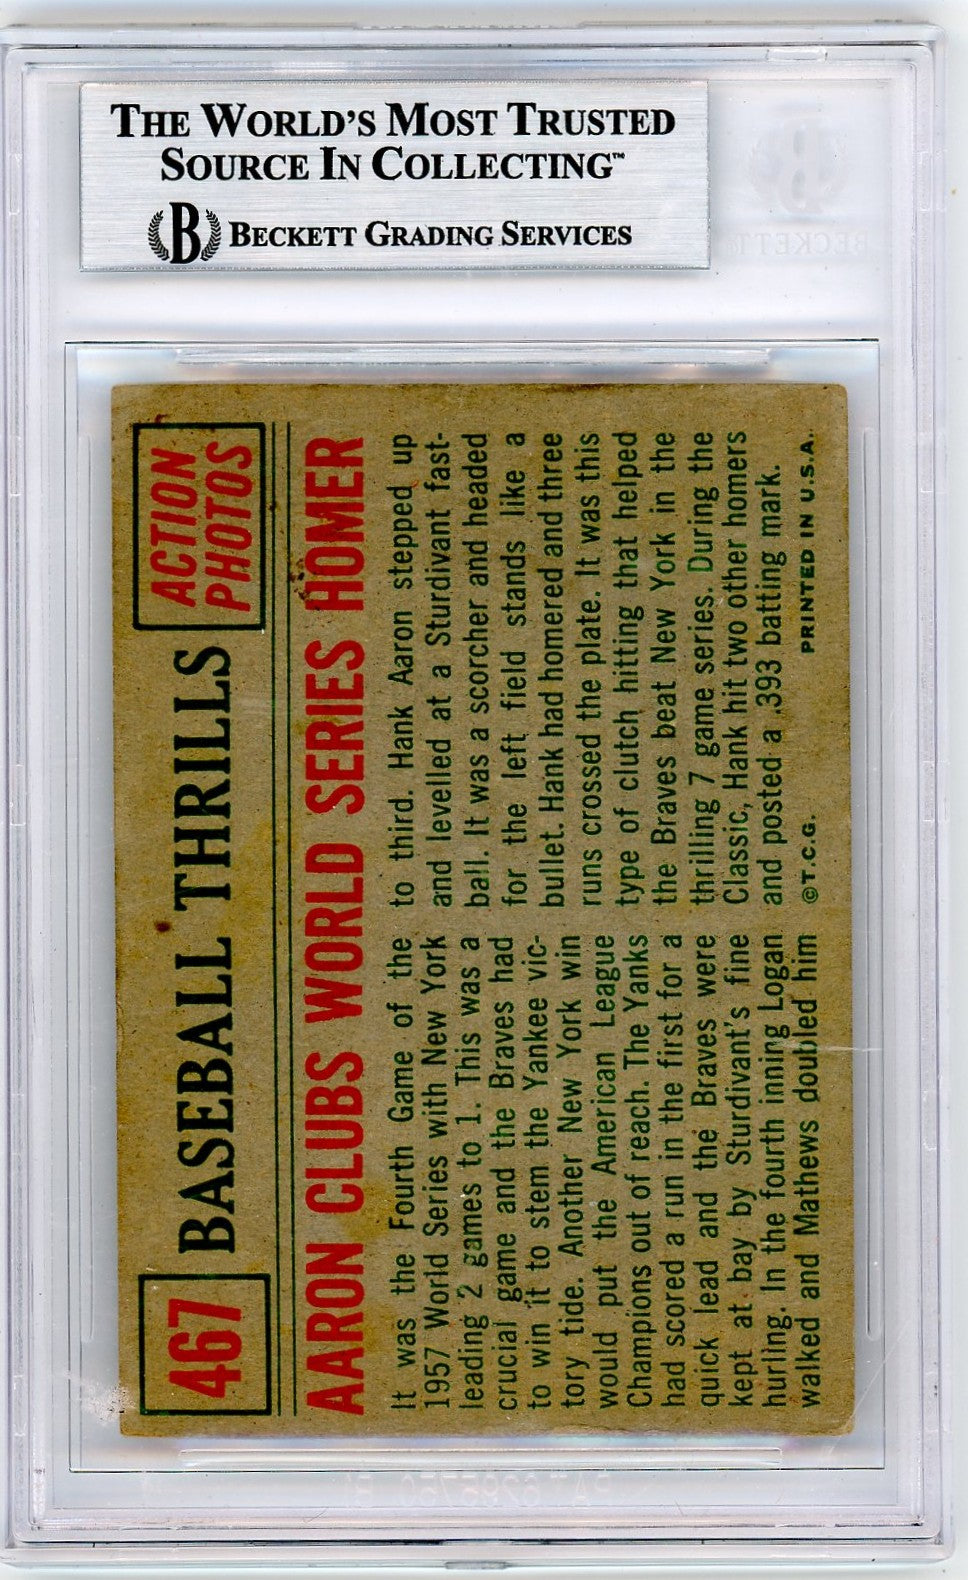 THE WORLD'S MOST TRUSTED
SOURCE IN COLLECTING™
B BECKETT GRADING SERVICES
467
BASEBALL THRILLS
ACTION
PHOTOS
AARON CLUBS WORLD SERIES HOMER
It was the Fourth Game of the
1957 World Series with New York
leading 2 games to 1. This was a
crucial game and the Braves had
to win it to stem the Yankee vic-
tory tide. Another New York win
would put the American League
Champions out of reach. The Yanks
had scored a run in the first for a
quick lead and the Braves were
kept at bay by Sturdivant's fine
hurling. In the fourth inning Logan
walked and Mathews doubled him
to third. Hank Aaron stepped up
and levelled at a Sturdivant fast-
ball. It was a scorcher and headed
for the left field stands like a
bullet. Hank had homered and three
runs crossed the plate. It was this
type of clutch hitting that helped
the Braves beat New York in the
thrilling 7 game series. During the
Classic, Hank hit two other homers
and posted a .393 batting mark.
©T.C.G. PRINTED IN U.S.A.